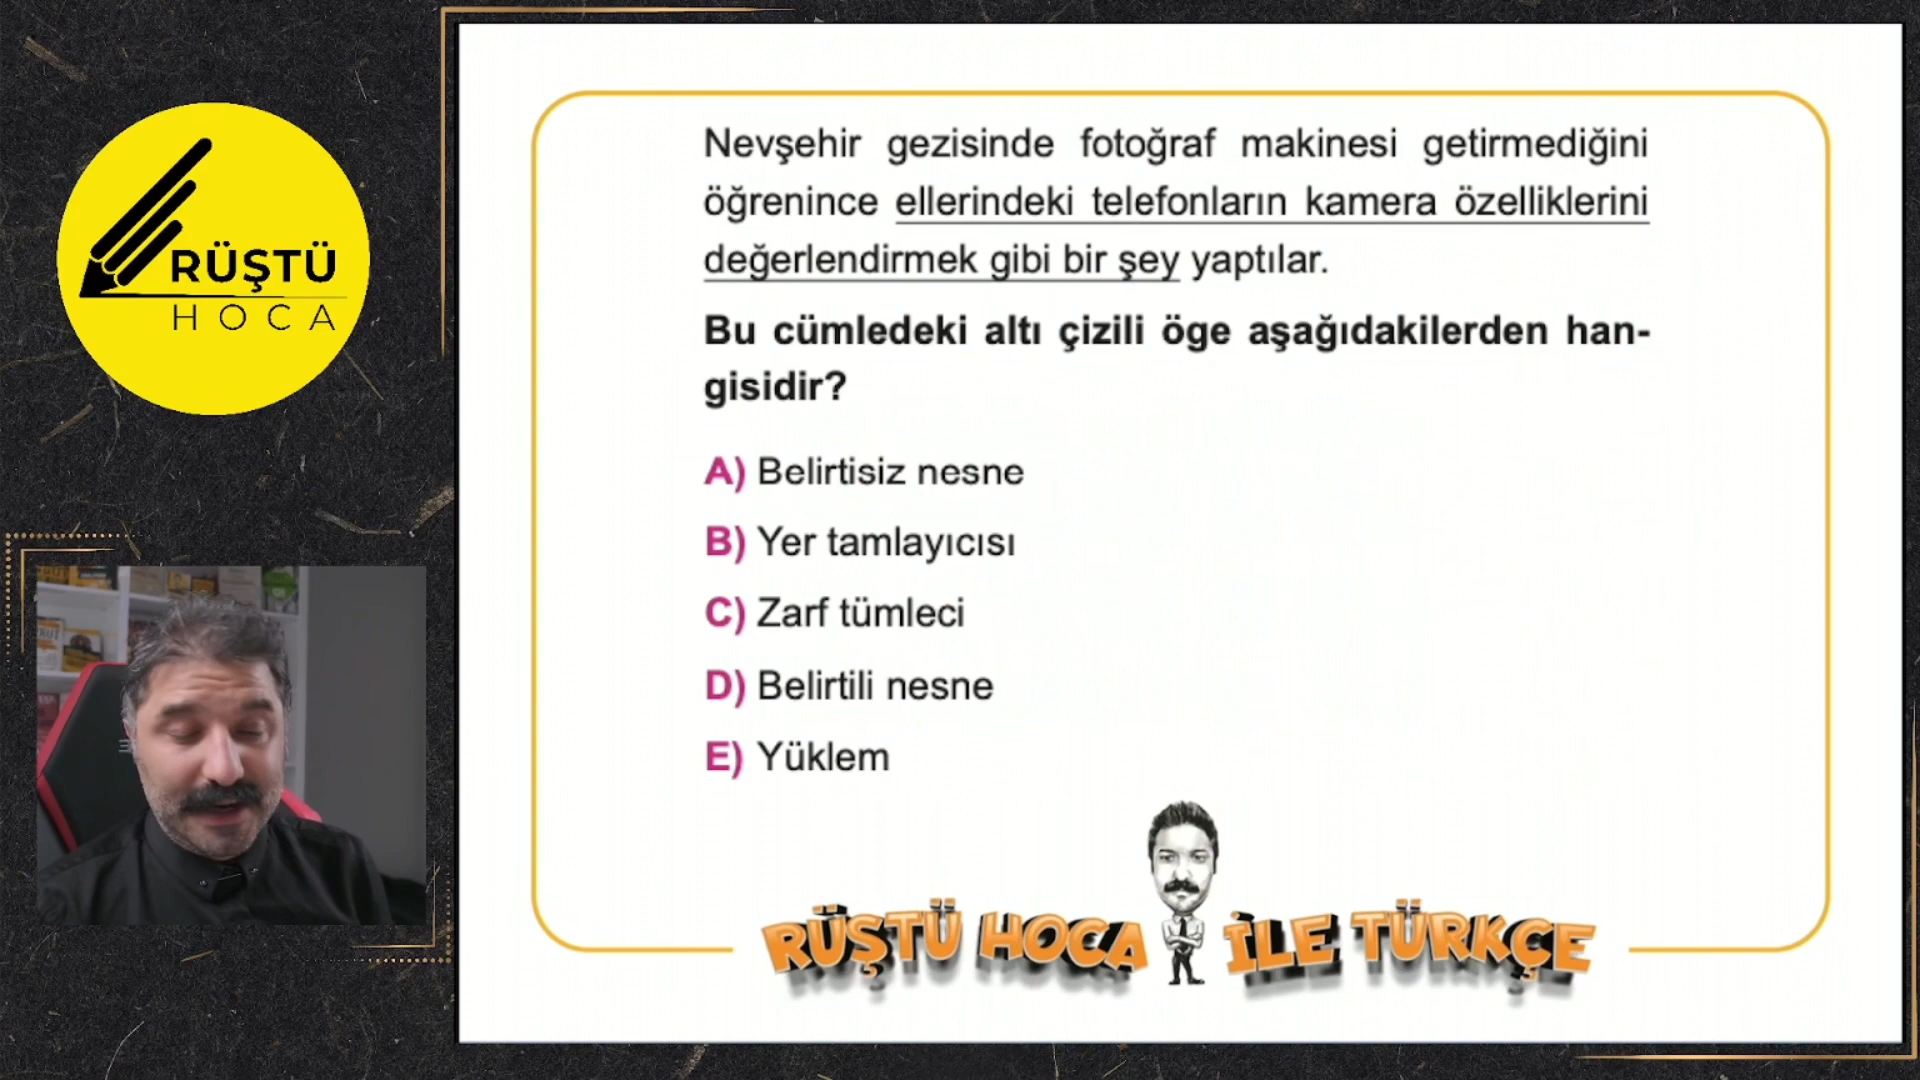 RÜŞTÜ
HOCA
Nevşehir gezisinde fotoğraf makinesi getirmediğini
öğrenince ellerindeki telefonların kamera özelliklerini
değerlendirmek gibi bir şey yaptılar.
Bu cümledeki altı çizili öge aşağıdakilerden han-
gisidir?
A) Belirtisiz nesne
B) Yer tamlayıcısı
C) Zarf tümleci
D) Belirtili nesne
E) Yüklem
RÜŞTÜ HOCA İLE TÜRKÇE